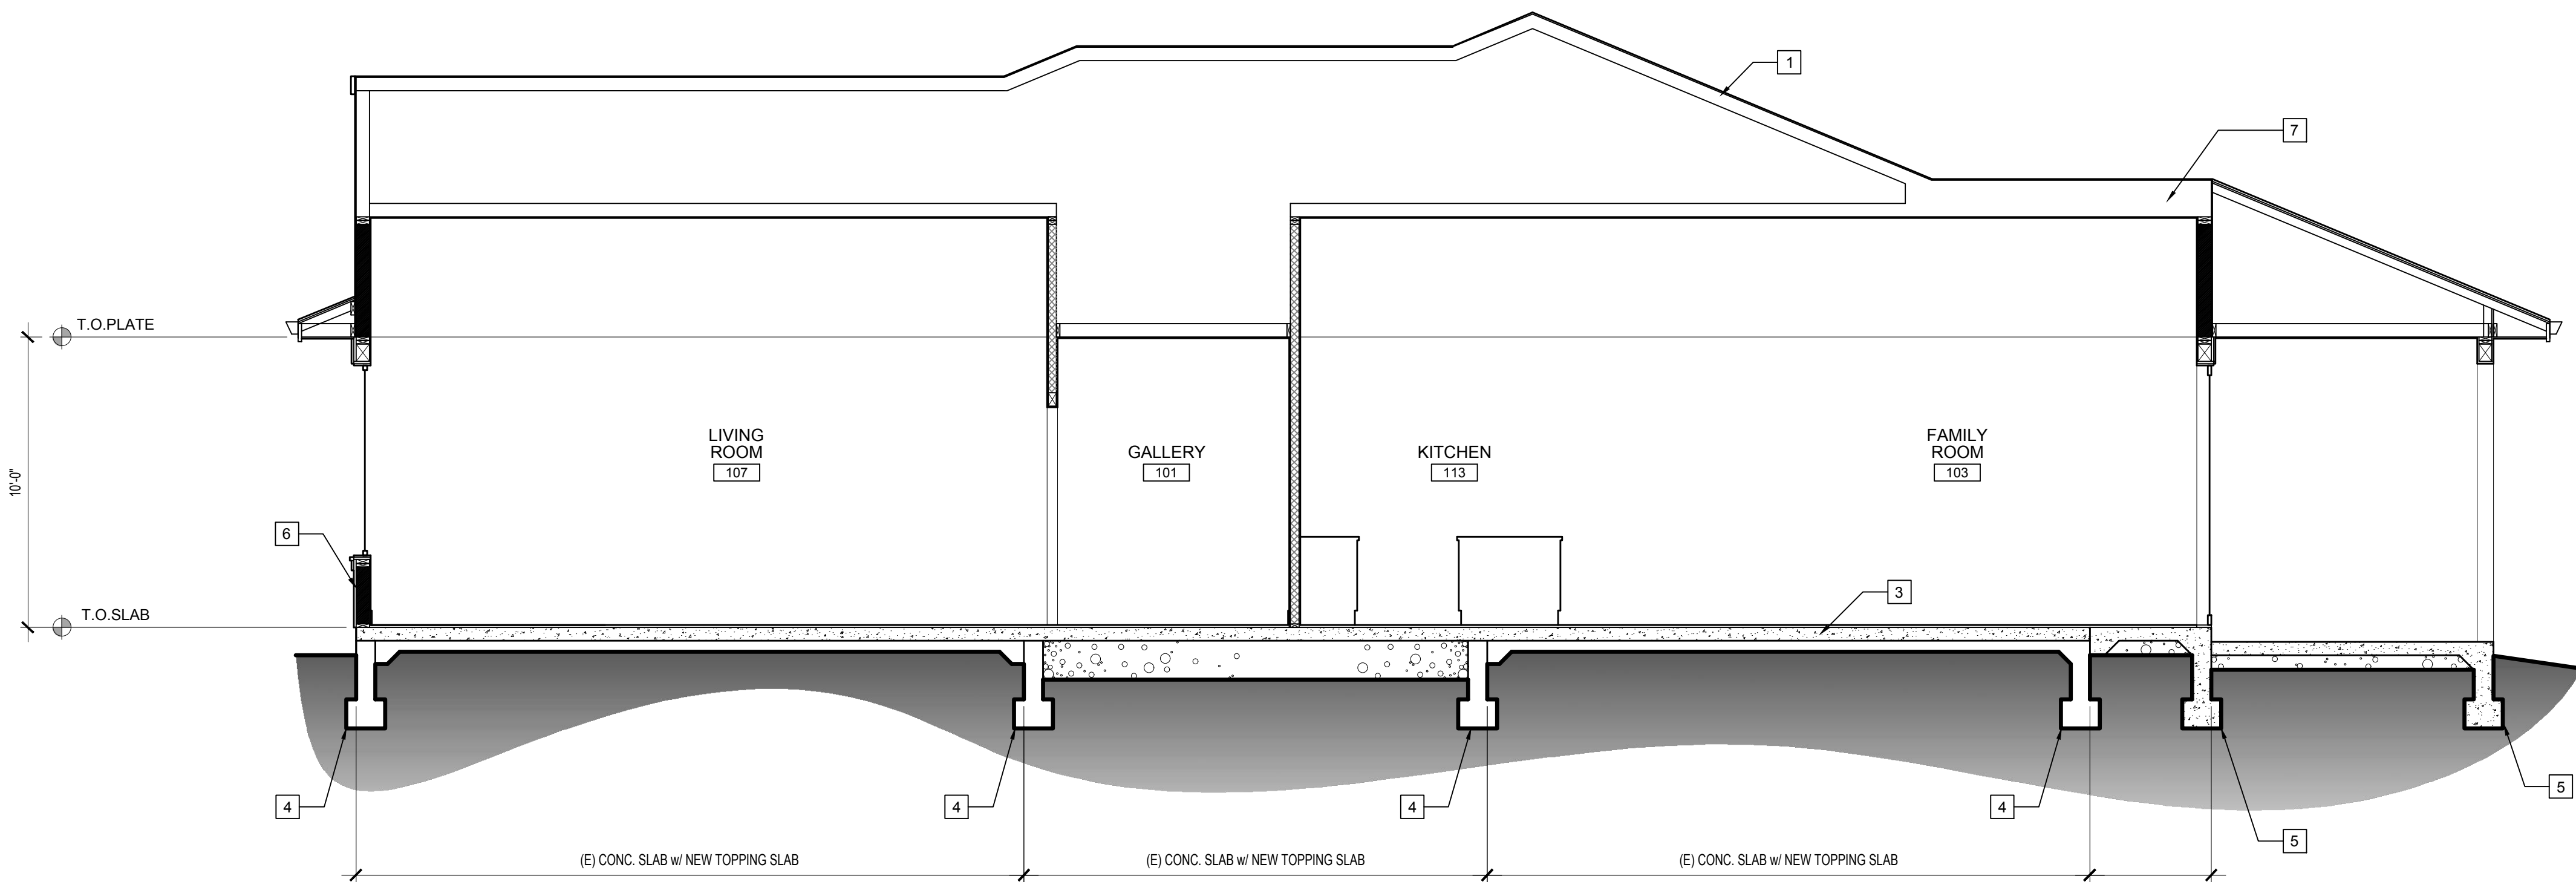 1
7
T.O.PLATE
LIVING
ROOM
107
GALLERY
101
KITCHEN
113
FAMILY
ROOM
103
10'-0"
6
3
T.O.SLAB
4
4
4
4
5
5
(E) CONC. SLAB w/ NEW TOPPING SLAB
(E) CONC. SLAB w/ NEW TOPPING SLAB
(E) CONC. SLAB w/ NEW TOPPING SLAB